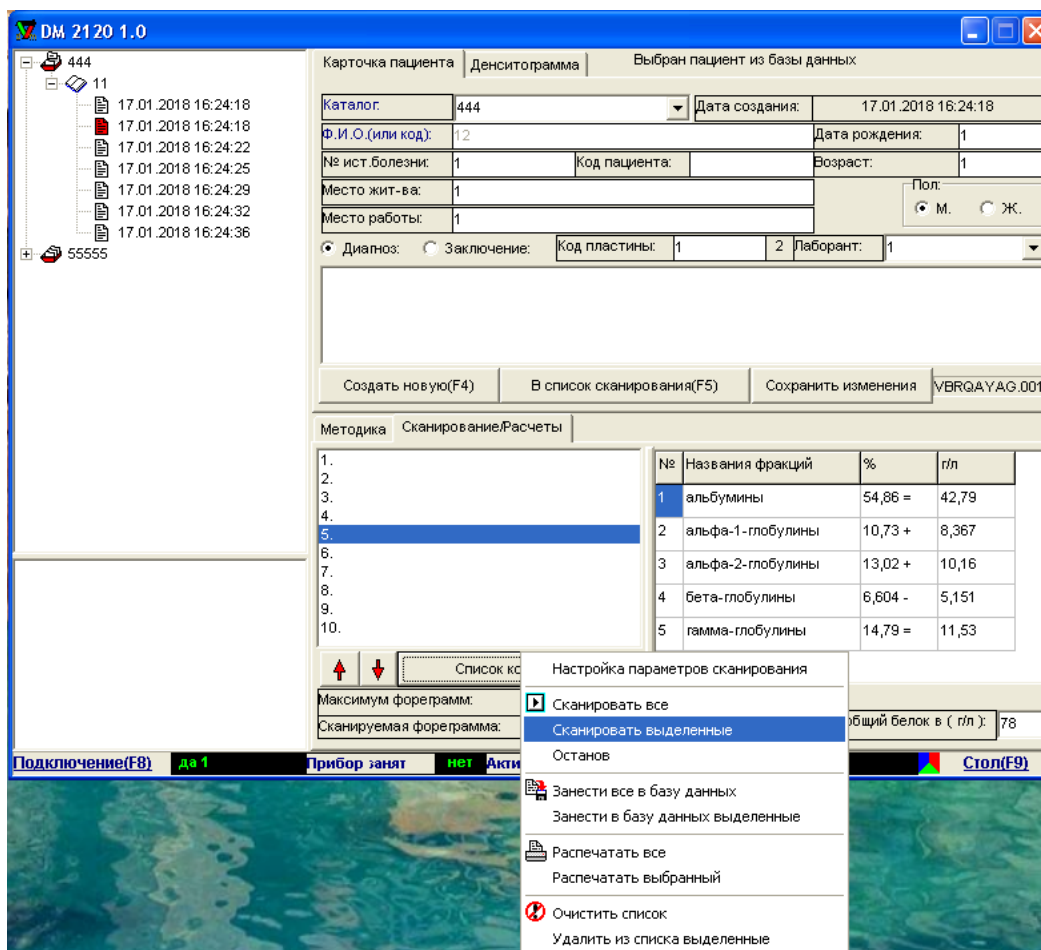 DM 2120 1.0
444
11
17.01.2018 16:24:18
17.01.2018 16:24:18
17.01.2018 16:24:22
17.01.2018 16:24:25
17.01.2018 16:24:29
17.01.2018 16:24:32
17.01.2018 16:24:36
55555
Карточка пациента Денситограмма Выбран пациент из базы данных
Каталог: 444 Дата создания: 17.01.2018 16:24:18
Ф.И.О.(или код): 12 Дата рождения: 1
№ ист.болезни: 1 Код пациента: Возраст: 1
Место жит-ва: 1
Пол:
М. Ж.
Место работы: 1
Диагноз: Заключение: Код пластины: 1 2 Лаборант: 1
Создать новую(F4) В список сканирования(F5) Сохранить изменения VBRQAYAG.001
Методика Сканирование/Расчеты
1.
2.
3.
4.
5.
6.
7.
8.
9.
10.
№ Названия фракций % г/л
1 альбумины 54,86 = 42,79
2 альфа-1-глобулины 10,73 + 8,367
3 альфа-2-глобулины 13,02 + 10,16
4 бета-глобулины 6,604 - 5,151
5 гамма-глобулины 14,79 = 11,53
Список
Максимум фореграмм:
Сканируемая фореграмма:
общий белок в ( г/л ): 78
Настройка параметров сканирования
Сканировать все
Сканировать выделенные
Останов
Занести все в базу данных
Занести в базу данных выделенные
Распечатать все
Распечатать выбранный
Очистить список
Удалить из списка выделенные
Подключение(F8) да 1 Прибор занят нет Стол(F9)